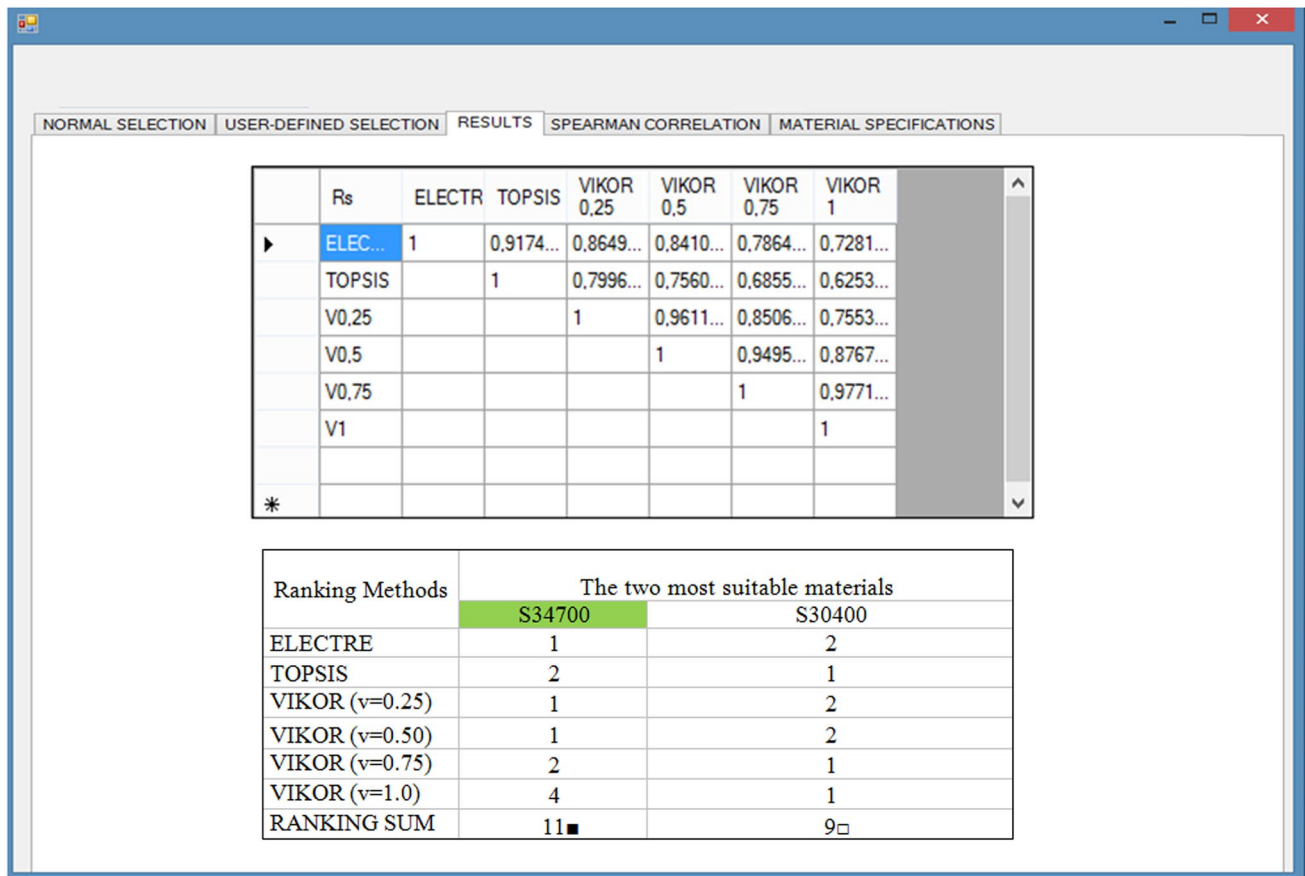 NORMAL SELECTION USER-DEFINED SELECTION RESULTS SPEARMAN CORRELATION MATERIAL SPECIFICATIONS
Rs ELECTR TOPSIS VIKOR 0,25 VIKOR 0,5 VIKOR 0,75 VIKOR 1
ELEC... 1 0,9174... 0,8649... 0,8410... 0,7864... 0,7281...
TOPSIS 1 0,7996... 0,7560... 0,6855... 0,6253...
V0,25 1 0,9611... 0,8506... 0,7553...
V0,5 1 0,9495... 0,8767...
V0,75 1 0,9771...
V1 1
Ranking Methods The two most suitable materials
S34700 S30400
ELECTRE 1 2
TOPSIS 2 1
VIKOR (v=0.25) 1 2
VIKOR (v=0.50) 1 2
VIKOR (v=0.75) 2 1
VIKOR (v=1.0) 4 1
RANKING SUM 11■ 9□